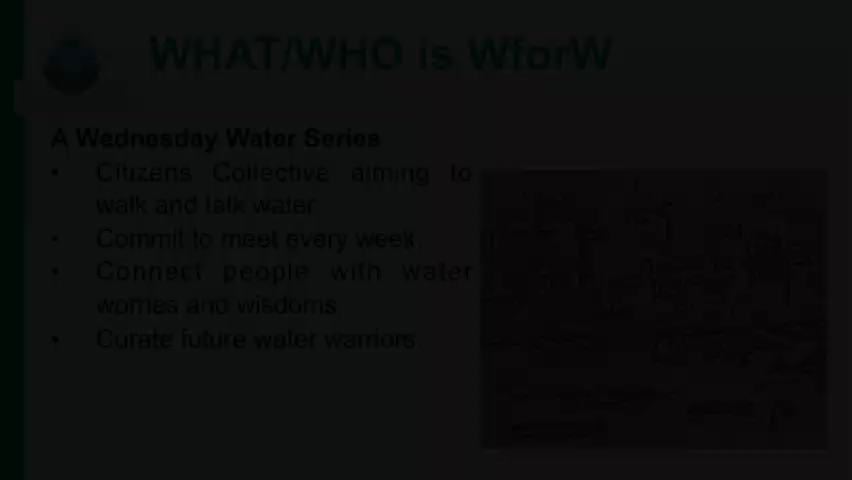 WHAT/WHO is WforW
A Wednesday Water Series
• Citizens Collective aiming to
walk and talk water
• Commit to meet every week
• Connect people with water
worries and wisdoms
• Curate future water warriors